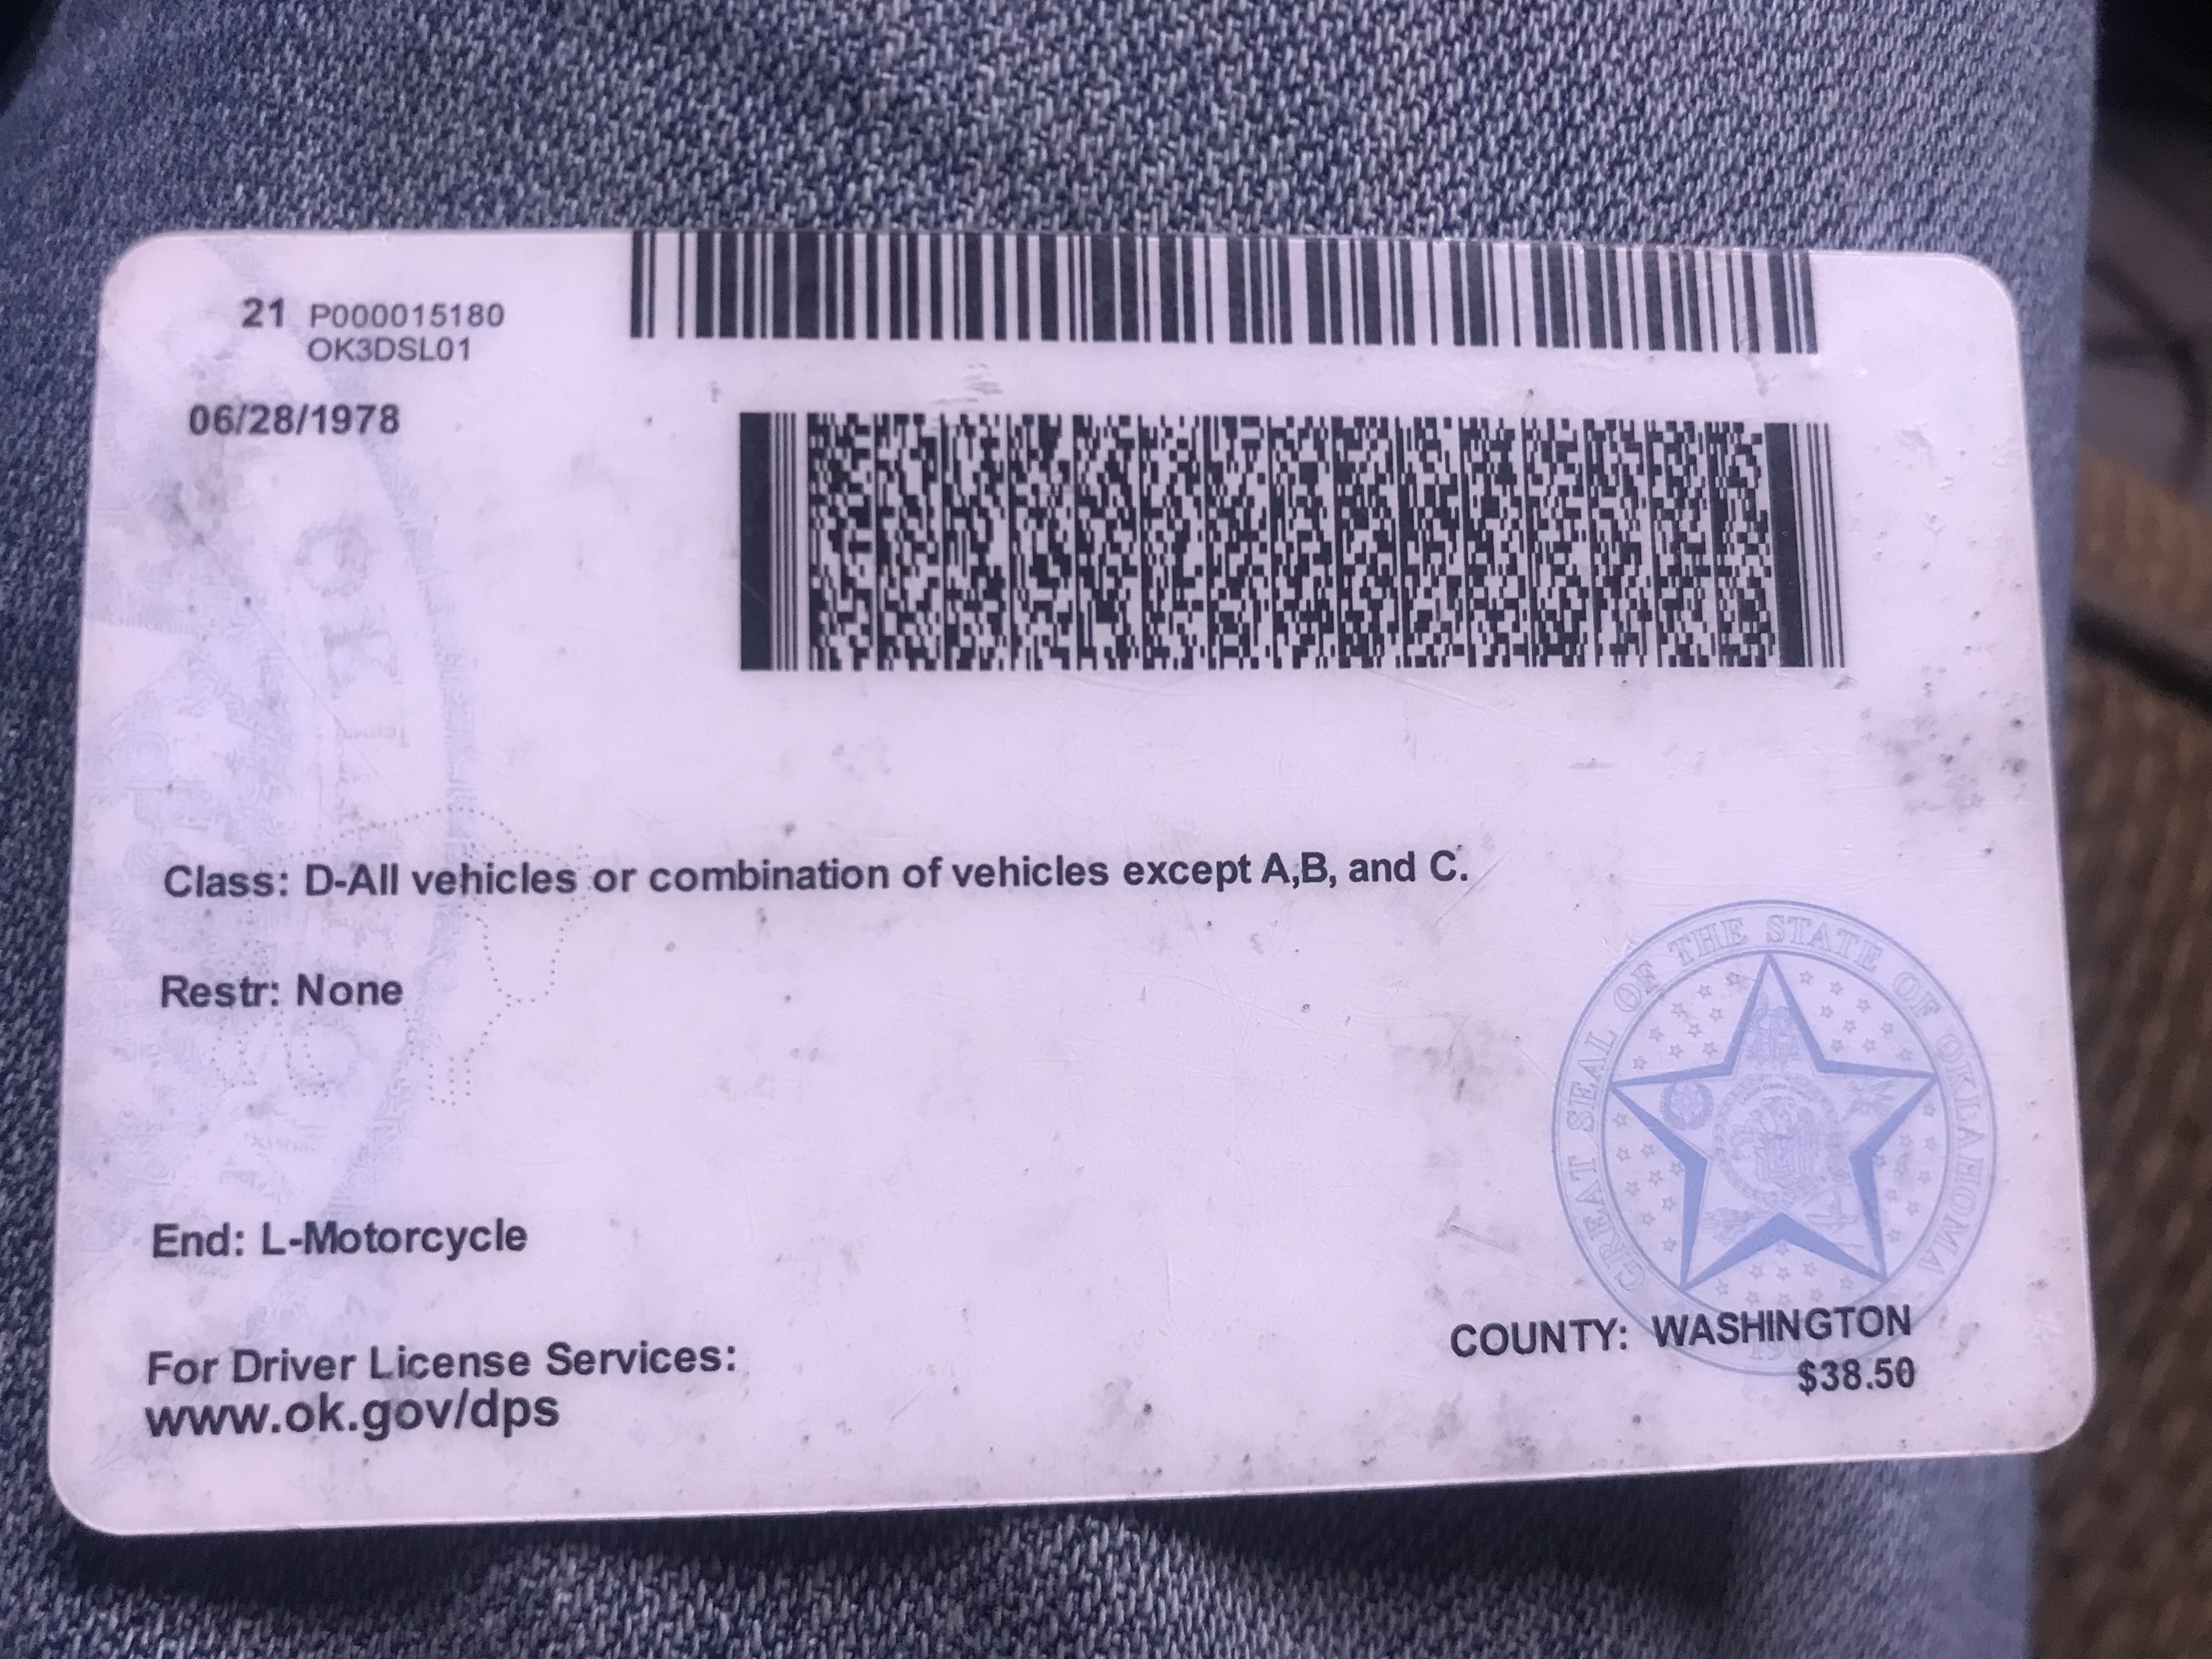 21 P000015180
OK3DSL01
06/28/1978
Class: D-All vehicles or combination of vehicles except A,B, and C.
Restr: None
End: L-Motorcycle
For Driver License Services:
www.ok.gov/dps
GREAT SEAL OF THE STATE OF OKLAHOMA
COUNTY: WASHINGTON
$38.50